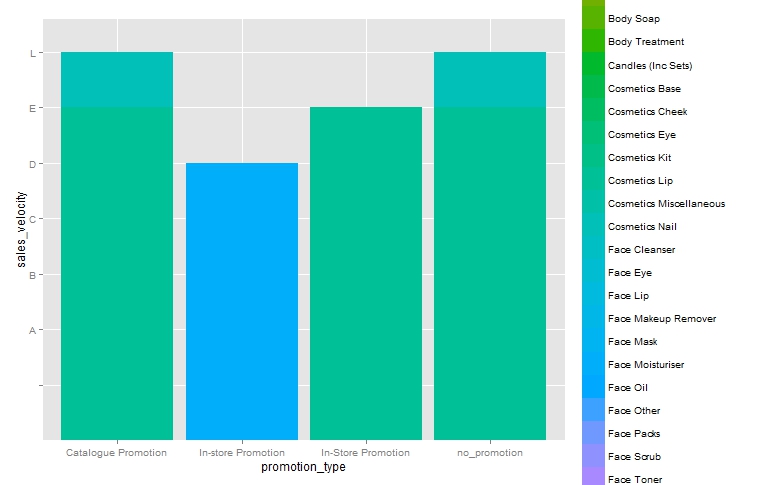 L
E
D
C
B
A
sales_velocity
Catalogue Promotion
In-store Promotion
In-Store Promotion
no_promotion
promotion_type
Body Soap
Body Treatment
Candles (Inc Sets)
Cosmetics Base
Cosmetics Cheek
Cosmetics Eye
Cosmetics Kit
Cosmetics Lip
Cosmetics Miscellaneous
Cosmetics Nail
Face Cleanser
Face Eye
Face Lip
Face Makeup Remover
Face Mask
Face Moisturiser
Face Oil
Face Other
Face Packs
Face Scrub
Face Toner